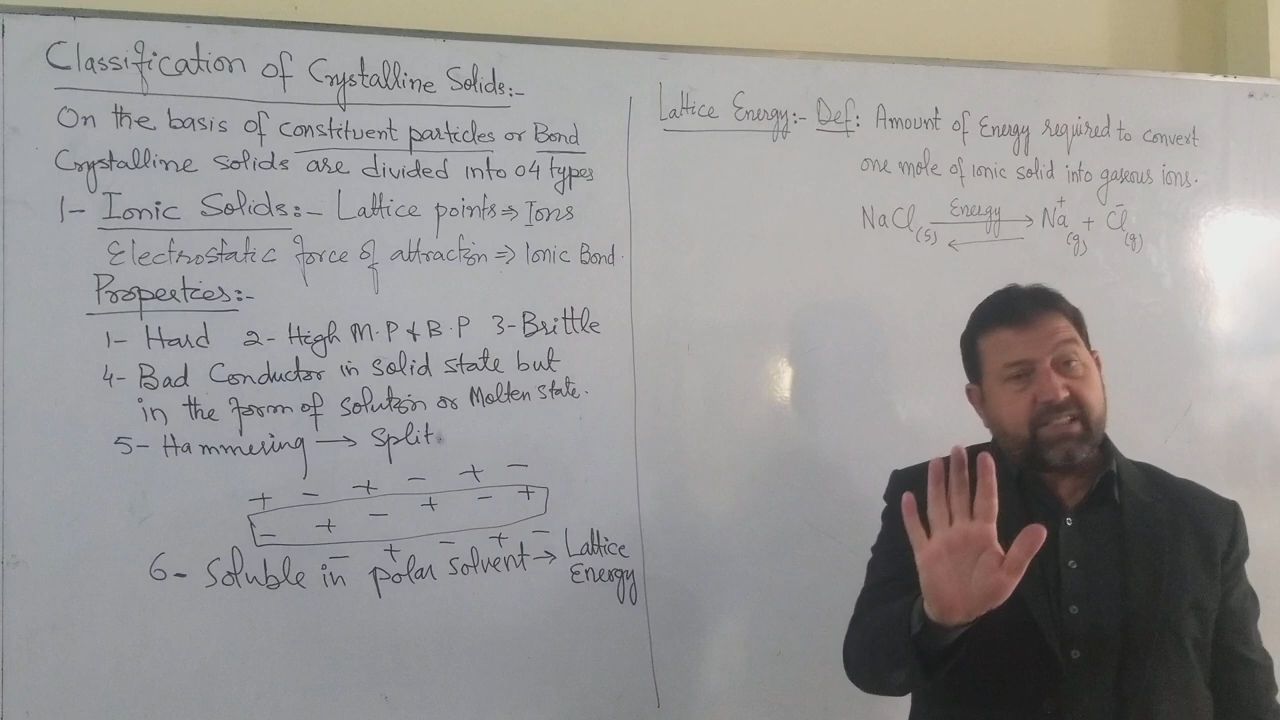 Classification of Crystalline Solids:-
On the basis of constituent particles or Bond
Crystalline solids are divided into 04 types
1- Ionic Solids:- Lattice points ⇒ Ions
Electrostatic force of attraction ⇒ Ionic Bond.
Properties:-
1- Hard 2- High M.P & B.P 3- Brittle
4- Bad Conductor in solid state but
in the form of solution or Molten state.
5- Hammering → Split.
+ - + - + -
- + - + - +
- + - + -
6- Soluble in polar solvent → Lattice
Energy
Lattice Energy:- Def: Amount of Energy required to convert
one mole of ionic solid into gaseous ions.
Energy
NaCl(s) ⇌ Na+(g) + Cl-(g)